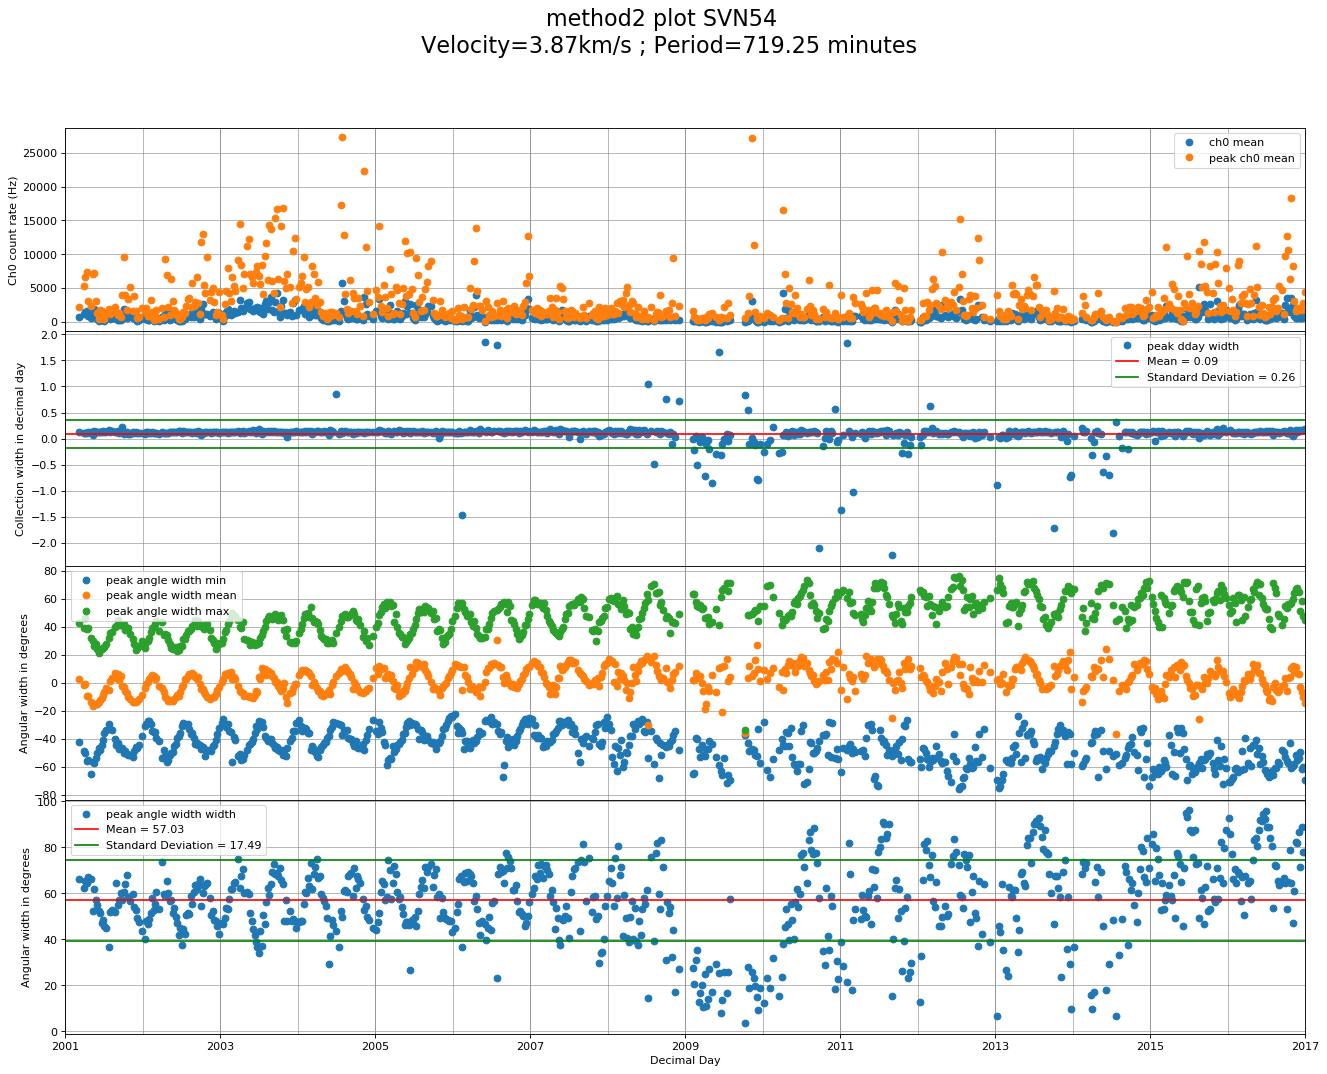 method2 plot SVN54
Velocity=3.87km/s ; Period=719.25 minutes
Ch0 count rate (Hz)
25000
20000
15000
10000
5000
0
ch0 mean
peak ch0 mean
Collection width in decimal day
2.0
1.5
1.0
0.5
0.0
−0.5
−1.0
−1.5
−2.0
peak dday width
Mean = 0.09
Standard Deviation = 0.26
Angular width in degrees
80
60
40
20
0
−20
−40
−60
−80
peak angle width min
peak angle width mean
peak angle width max
Angular width in degrees
100
80
60
40
20
0
peak angle width width
Mean = 57.03
Standard Deviation = 17.49
2001 2003 2005 2007 2009 2011 2013 2015 2017
Decimal Day